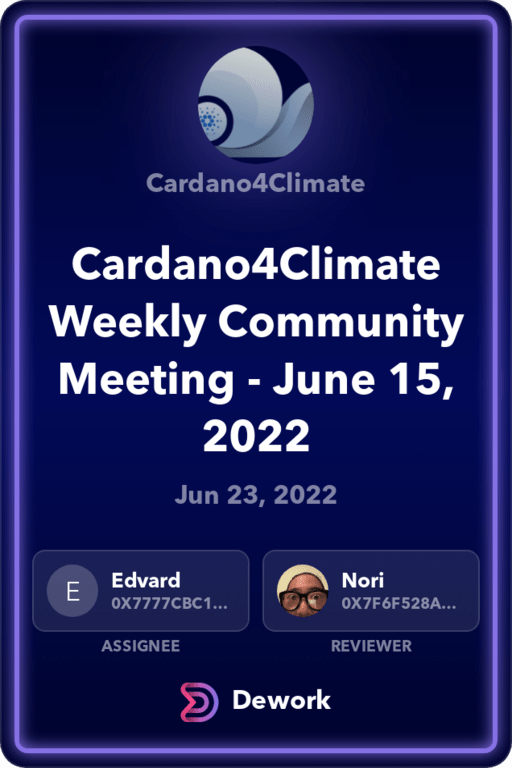 Cardano4Climate
Cardano4Climate
Weekly Community
Meeting - June 15,
2022
Jun 23, 2022
E
Edvard
0X7777CBC1...
ASSIGNEE
Nori
0X7F6F528A...
REVIEWER
Dework